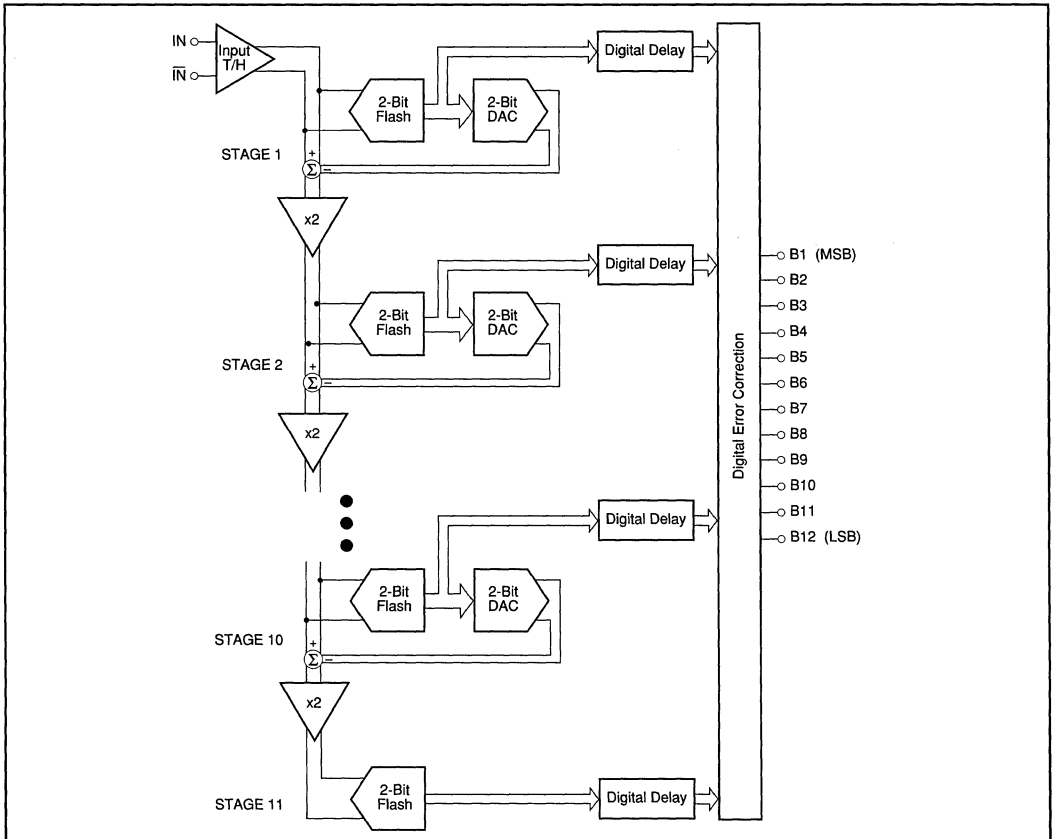 IN
IN
Input
T/H
Digital Delay
2-Bit
Flash
2-Bit
DAC
STAGE 1
+
Σ
−
x2
Digital Delay
2-Bit
Flash
2-Bit
DAC
STAGE 2
+
Σ
−
x2
Digital Delay
2-Bit
Flash
2-Bit
DAC
STAGE 10
+
Σ
−
x2
2-Bit
Flash
Digital Delay
STAGE 11
Digital Error Correction
B1 (MSB)
B2
B3
B4
B5
B6
B7
B8
B9
B10
B11
B12 (LSB)